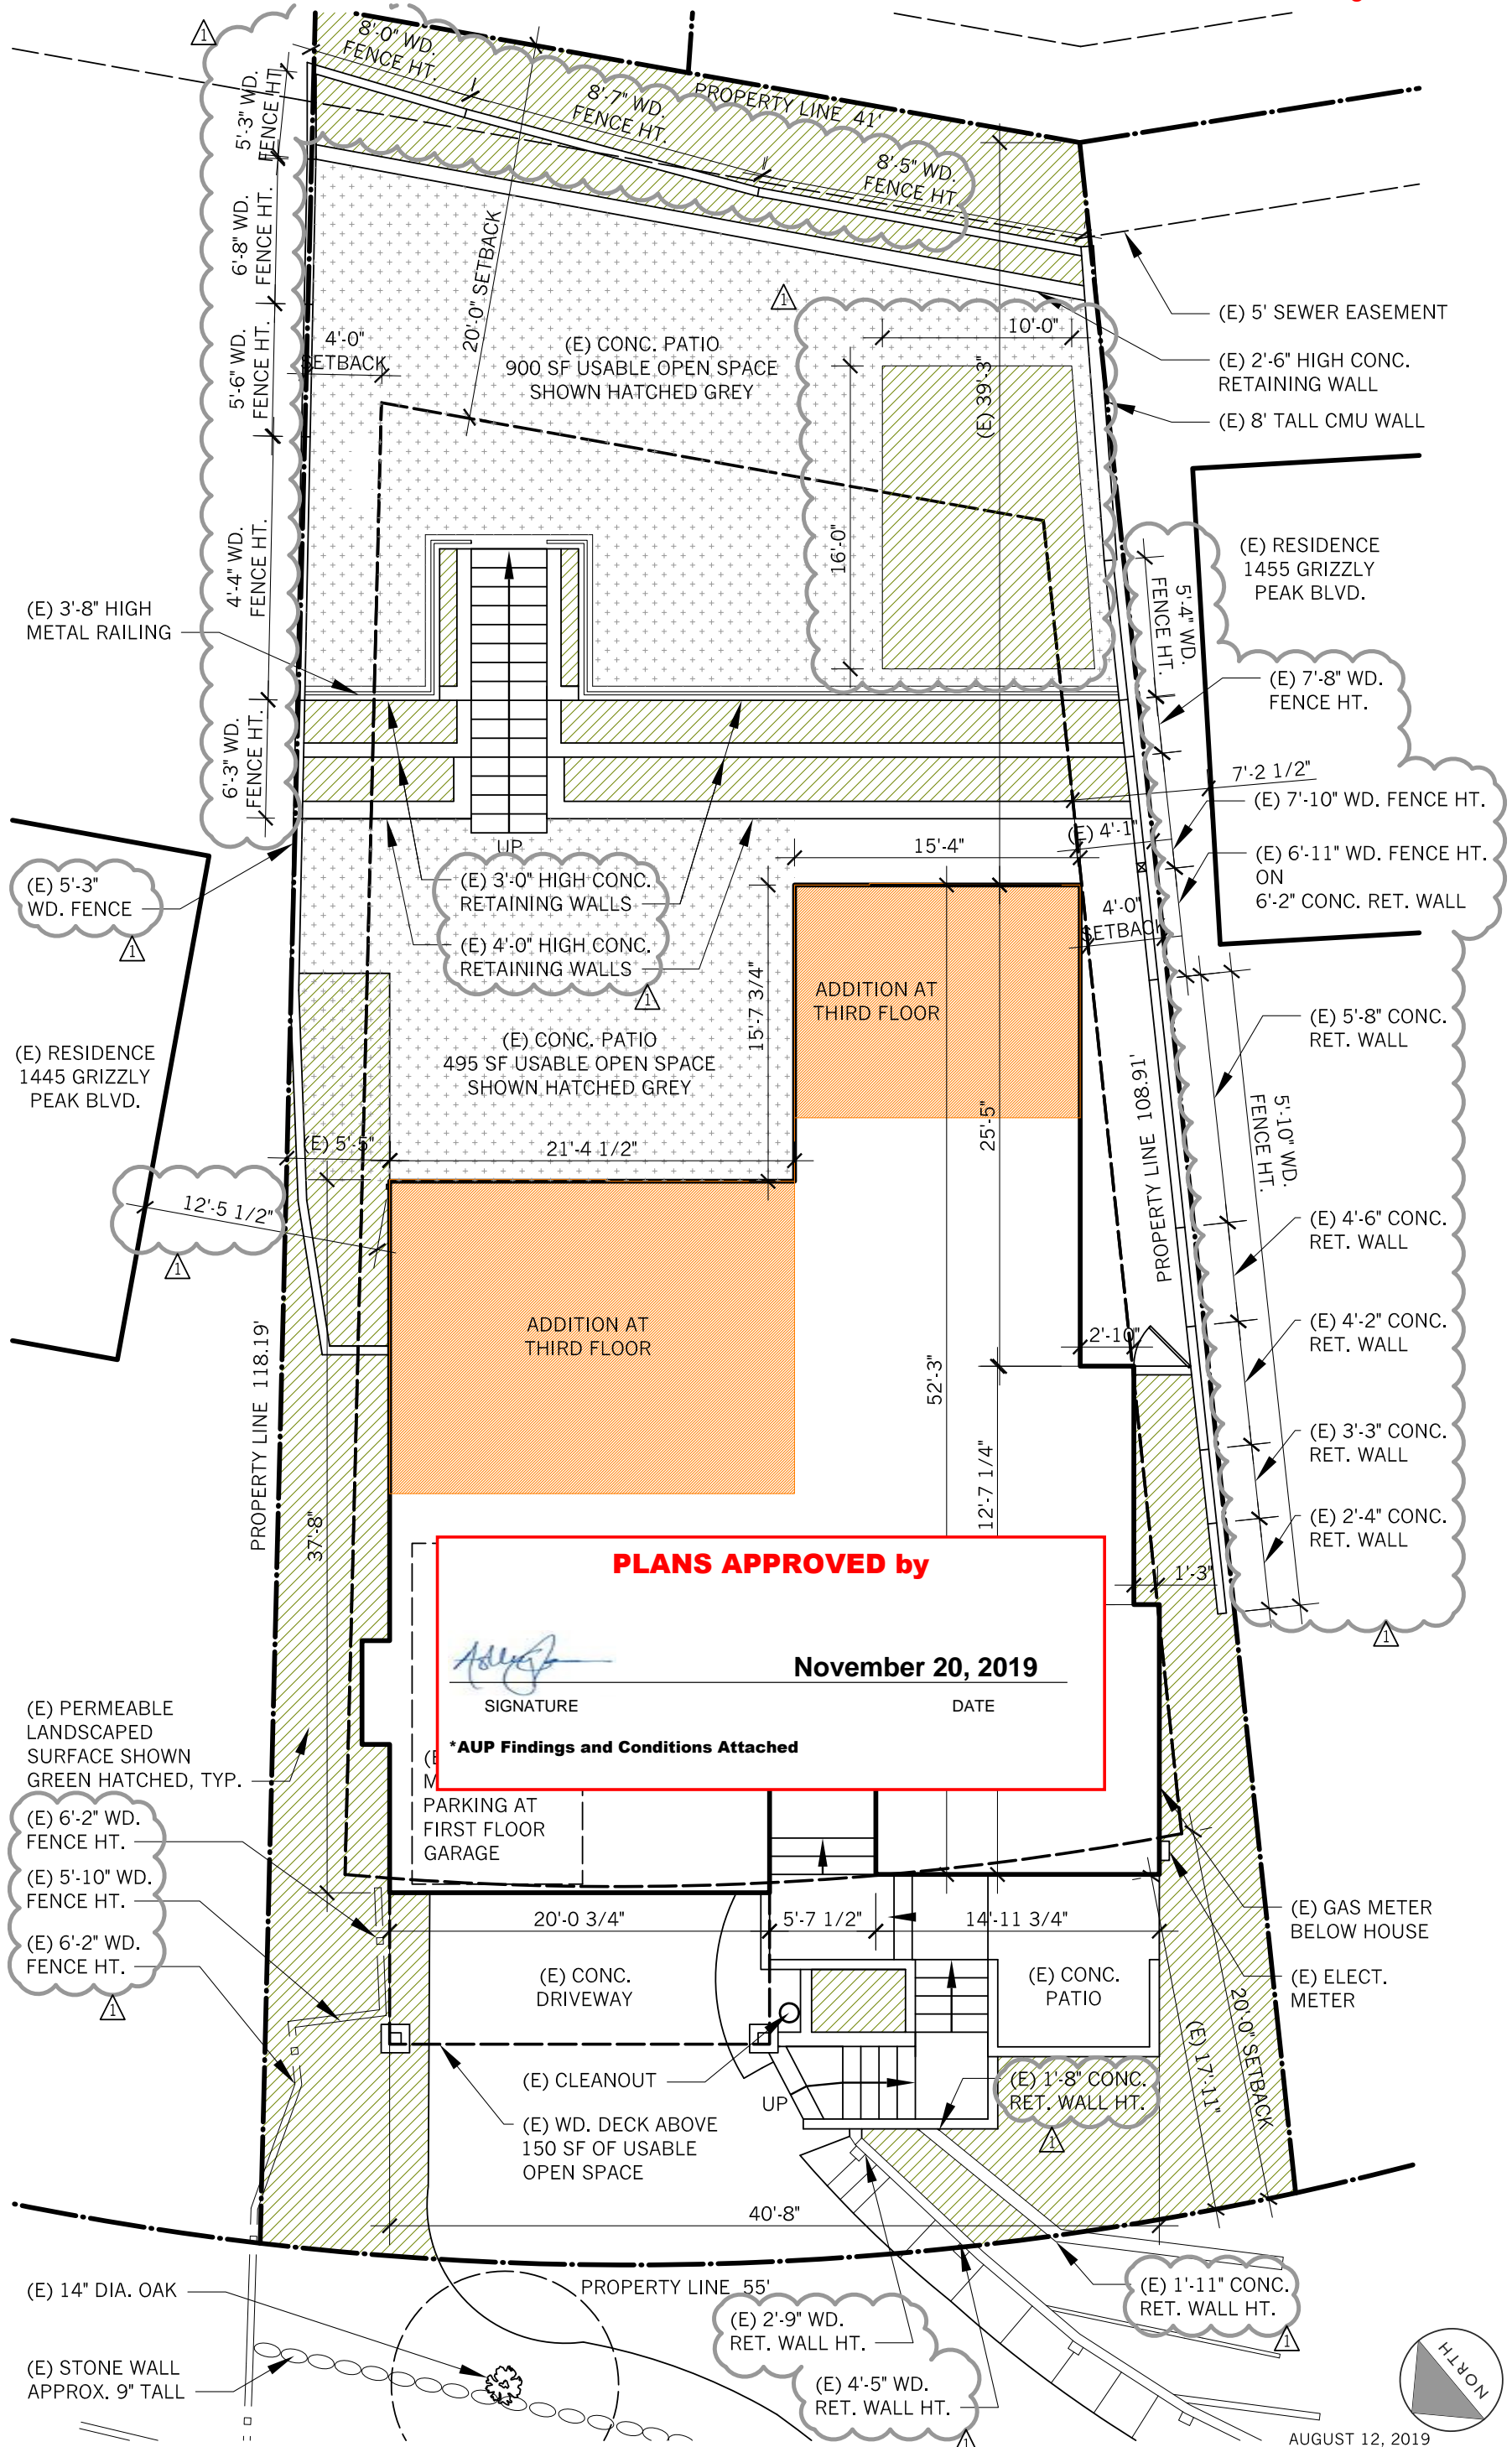 8'-0" WD.
FENCE HT.
8'-7" WD.
FENCE HT.
PROPERTY LINE 41'
8'-5" WD.
FENCE HT.
5'-3" WD.
FENCE HT.
6'-8" WD.
FENCE HT.
5'-6" WD.
FENCE HT.
4'-4" WD.
FENCE HT.
6'-3" WD.
FENCE HT.
4'-0"
SETBACK
20'-0" SETBACK
(E) CONC. PATIO
900 SF USABLE OPEN SPACE
SHOWN HATCHED GREY
1
1
10'-0"
16'-0"
(E) 39'-3"
(E) 5' SEWER EASEMENT
(E) 2'-6" HIGH CONC.
RETAINING WALL
(E) 8' TALL CMU WALL
(E) RESIDENCE
1455 GRIZZLY
PEAK BLVD.
5'-4" WD.
FENCE HT.
(E) 7'-8" WD.
FENCE HT.
7'-2 1/2"
(E) 7'-10" WD. FENCE HT.
(E) 4'-1"
(E) 6'-11" WD. FENCE HT.
ON
6'-2" CONC. RET. WALL
(E) 3'-8" HIGH
METAL RAILING
UP
15'-4"
(E) 5'-3"
WD. FENCE
1
(E) 3'-0" HIGH CONC.
RETAINING WALLS
(E) 4'-0" HIGH CONC.
RETAINING WALLS
1
4'-0"
SETBACK
ADDITION AT
THIRD FLOOR
15'-7 3/4"
(E) CONC. PATIO
495 SF USABLE OPEN SPACE
SHOWN HATCHED GREY
(E) RESIDENCE
1445 GRIZZLY
PEAK BLVD.
(E) 5'-8" CONC.
RET. WALL
5'-10" WD.
FENCE HT.
25'-5"
PROPERTY LINE 108.91'
(E) 5'-5"
21'-4 1/2"
12'-5 1/2"
1
(E) 4'-6" CONC.
RET. WALL
ADDITION AT
THIRD FLOOR
(E) 4'-2" CONC.
RET. WALL
2'-10"
52'-3"
PROPERTY LINE 118.19'
(E) 3'-3" CONC.
RET. WALL
12'-7 1/4"
37'-8"
(E) 2'-4" CONC.
RET. WALL
1'-3"
1
PLANS APPROVED by
November 20, 2019
SIGNATURE
DATE
*AUP Findings and Conditions Attached
(E) PERMEABLE
LANDSCAPED
SURFACE SHOWN
GREEN HATCHED, TYP.
PARKING AT
FIRST FLOOR
GARAGE
(E) 6'-2" WD.
FENCE HT.
(E) 5'-10" WD.
FENCE HT.
(E) 6'-2" WD.
FENCE HT.
1
20'-0 3/4"
5'-7 1/2"
14'-11 3/4"
(E) GAS METER
BELOW HOUSE
(E) ELECT.
METER
(E) CONC.
DRIVEWAY
(E) CONC.
PATIO
20'-0" SETBACK
(E) 17'-11"
(E) CLEANOUT
UP
(E) 1'-8" CONC.
RET. WALL HT.
1
(E) WD. DECK ABOVE
150 SF OF USABLE
OPEN SPACE
40'-8"
PROPERTY LINE 55'
(E) 14" DIA. OAK
(E) 1'-11" CONC.
RET. WALL HT.
1
(E) 2'-9" WD.
RET. WALL HT.
(E) STONE WALL
APPROX. 9" TALL
(E) 4'-5" WD.
RET. WALL HT.
1
NORTH
AUGUST 12, 2019